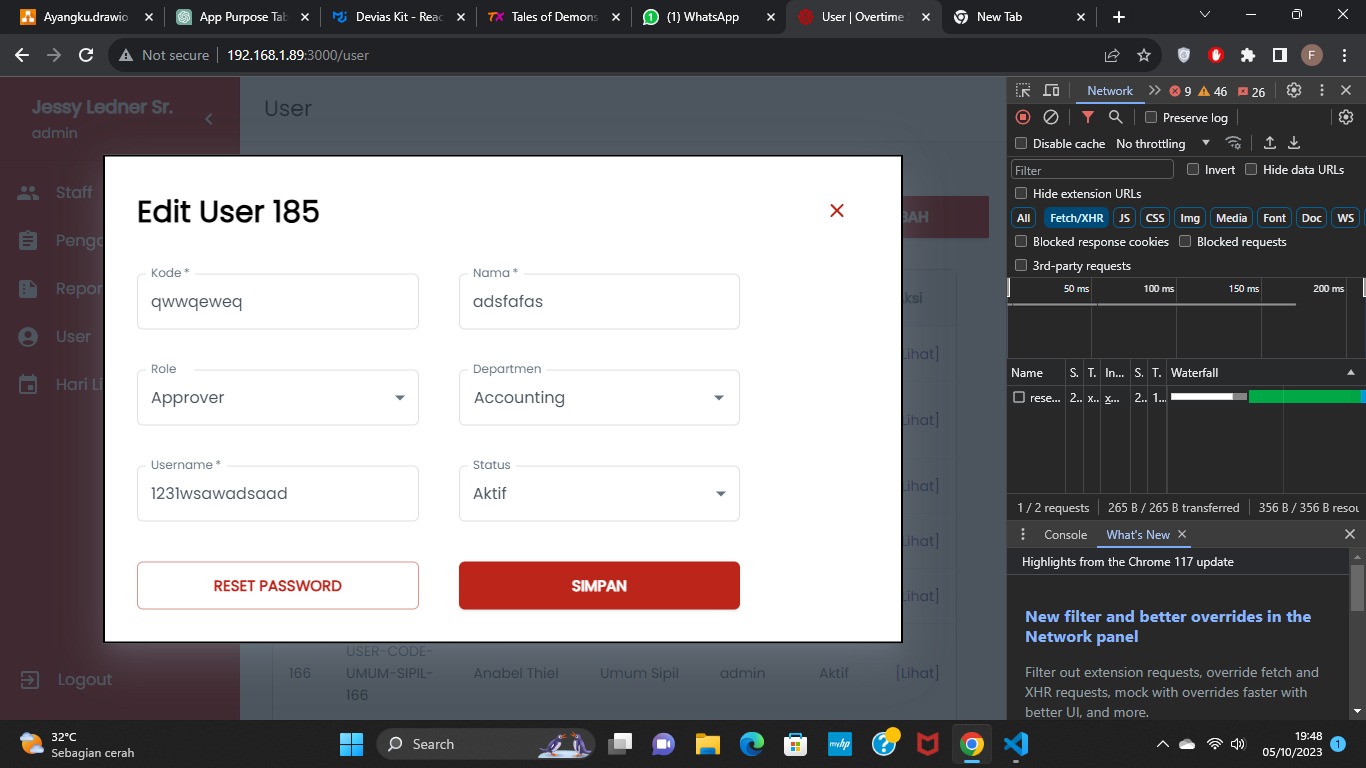 Ayangku.drawio
App Purpose Tab
Devias Kit - Reac
Tales of Demons
(1) WhatsApp
User | Overtime
New Tab
Not secure
192.168.1.89:3000/user
F
Jessy Ledner Sr.
admin
Staff
Penga
Repor
User
Hari Li
Logout
User
BAH
Aksi
[Lihat]
[Lihat]
[Lihat]
[Lihat]
[Lihat]
Edit User 185
Kode *
qwwqeweq
Nama *
adsfafas
Role
Approver
Departmen
Accounting
Username *
1231wsawadsaad
Status
Aktif
RESET PASSWORD
SIMPAN
166
USER-CODE-
UMUM-SIPIL-
166
Anabel Thiel
Umum Sipil
admin
Aktif
[Lihat]
Network
9
46
26
Preserve log
Disable cache
No throttling
Filter
Invert
Hide data URLs
Hide extension URLs
All
Fetch/XHR
JS
CSS
Img
Media
Font
Doc
WS
Blocked response cookies
Blocked requests
3rd-party requests
50 ms
100 ms
150 ms
200 ms
Name
S.
T.
In...
S.
T.
Waterfall
rese...
2..
x..
x...
2..
1..
1 / 2 requests
265 B / 265 B transferred
356 B / 356 B resou
Console
What's New
Highlights from the Chrome 117 update
New filter and better overrides in the
Network panel
Filter out extension requests, override fetch and
XHR requests, mock with overrides faster with
better UI, and more.
32°C
Sebagian cerah
Search
myhp
19:48
05/10/2023
1